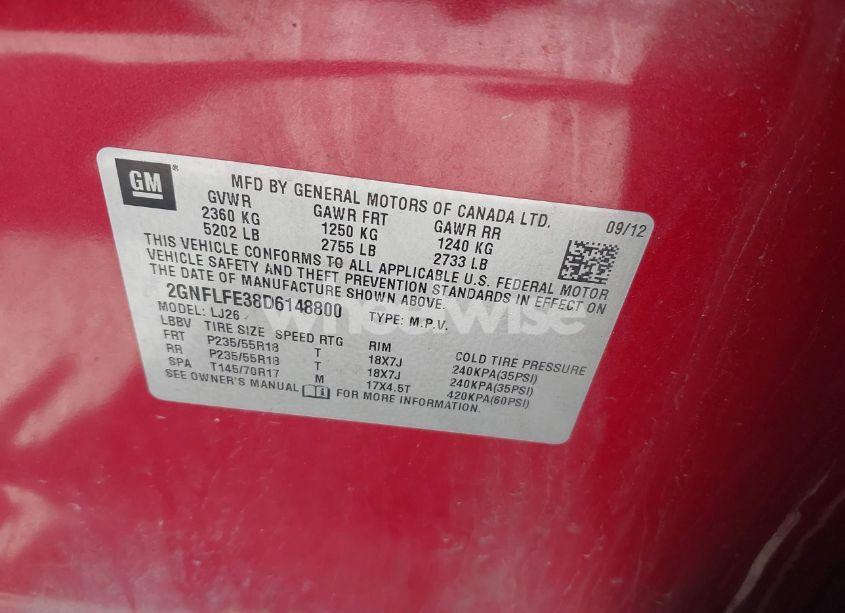 GM ®
MFD BY GENERAL MOTORS OF CANADA LTD. 09/12
GVWR GAWR FRT GAWR RR
2360 KG 1250 KG 1240 KG
5202 LB 2755 LB 2733 LB
THIS VEHICLE CONFORMS TO ALL APPLICABLE U.S. FEDERAL MOTOR
VEHICLE SAFETY AND THEFT PREVENTION STANDARDS IN EFFECT ON
THE DATE OF MANUFACTURE SHOWN ABOVE.
2GNFLFE38D6148800 TYPE: M.P.V.
MODEL: LJ26
LBBV TIRE SIZE SPEED RTG RIM COLD TIRE PRESSURE
FRT P235/55R18 T 18X7J 240KPA(35PSI)
RR P235/55R18 T 18X7J 240KPA(35PSI)
SPA T145/70R17 M 17X4.5T 420KPA(60PSI)
SEE OWNER'S MANUAL FOR MORE INFORMATION.